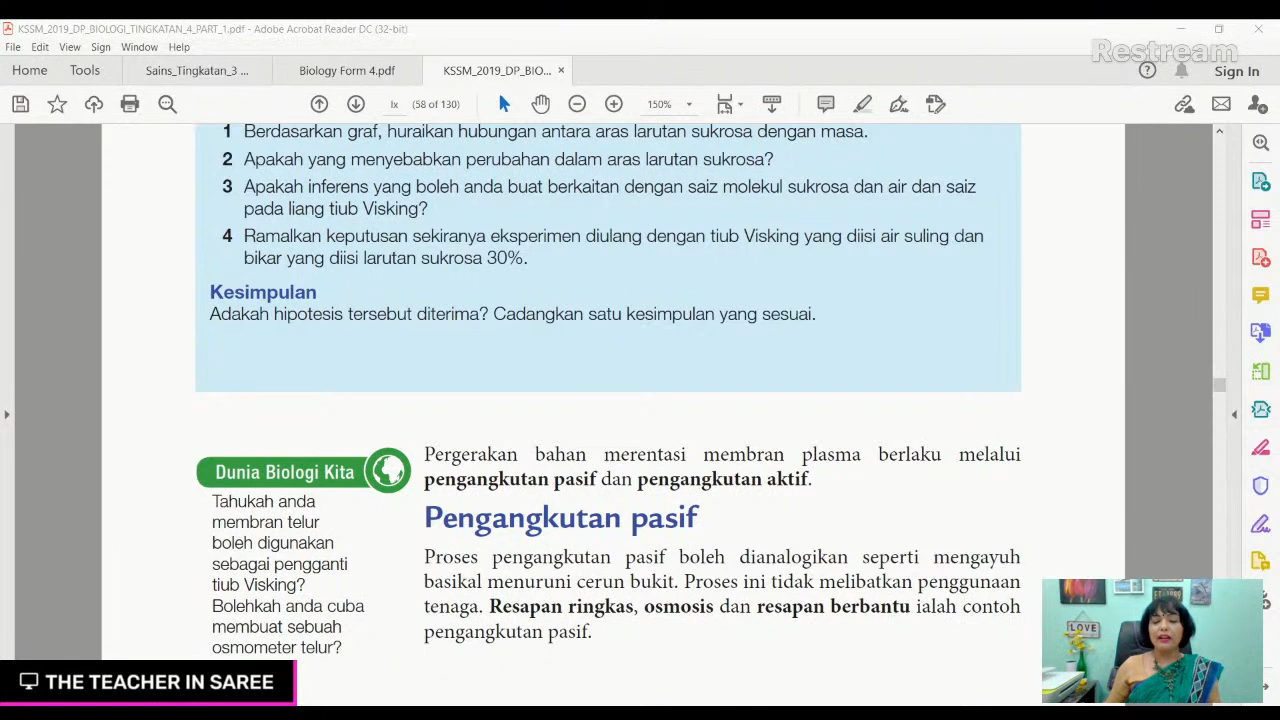 KSSM_2019_DP_BIOLOGI_TINGKATAN_4_PART_1.pdf - Adobe Acrobat Reader DC (32-bit)
File Edit View Sign Window Help
Restream
Home Tools Sains_Tingkatan_3 ... Biology Form 4.pdf KSSM_2019_DP_BIO... × Sign In
ix (58 of 130) 150%
1 Berdasarkan graf, huraikan hubungan antara aras larutan sukrosa dengan masa.
2 Apakah yang menyebabkan perubahan dalam aras larutan sukrosa?
3 Apakah inferens yang boleh anda buat berkaitan dengan saiz molekul sukrosa dan air dan saiz
pada liang tiub Visking?
4 Ramalkan keputusan sekiranya eksperimen diulang dengan tiub Visking yang diisi air suling dan
bikar yang diisi larutan sukrosa 30%.
Kesimpulan
Adakah hipotesis tersebut diterima? Cadangkan satu kesimpulan yang sesuai.
Dunia Biologi Kita
Tahukah anda
membran telur
boleh digunakan
sebagai pengganti
tiub Visking?
Bolehkah anda cuba
membuat sebuah
osmometer telur?
Pergerakan bahan merentasi membran plasma berlaku melalui
pengangkutan pasif dan pengangkutan aktif.
Pengangkutan pasif
Proses pengangkutan pasif boleh dianalogikan seperti mengayuh
basikal menuruni cerun bukit. Proses ini tidak melibatkan penggunaan
tenaga. Resapan ringkas, osmosis dan resapan berbantu ialah contoh
pengangkutan pasif.
LOVE
THE TEACHER IN SAREE